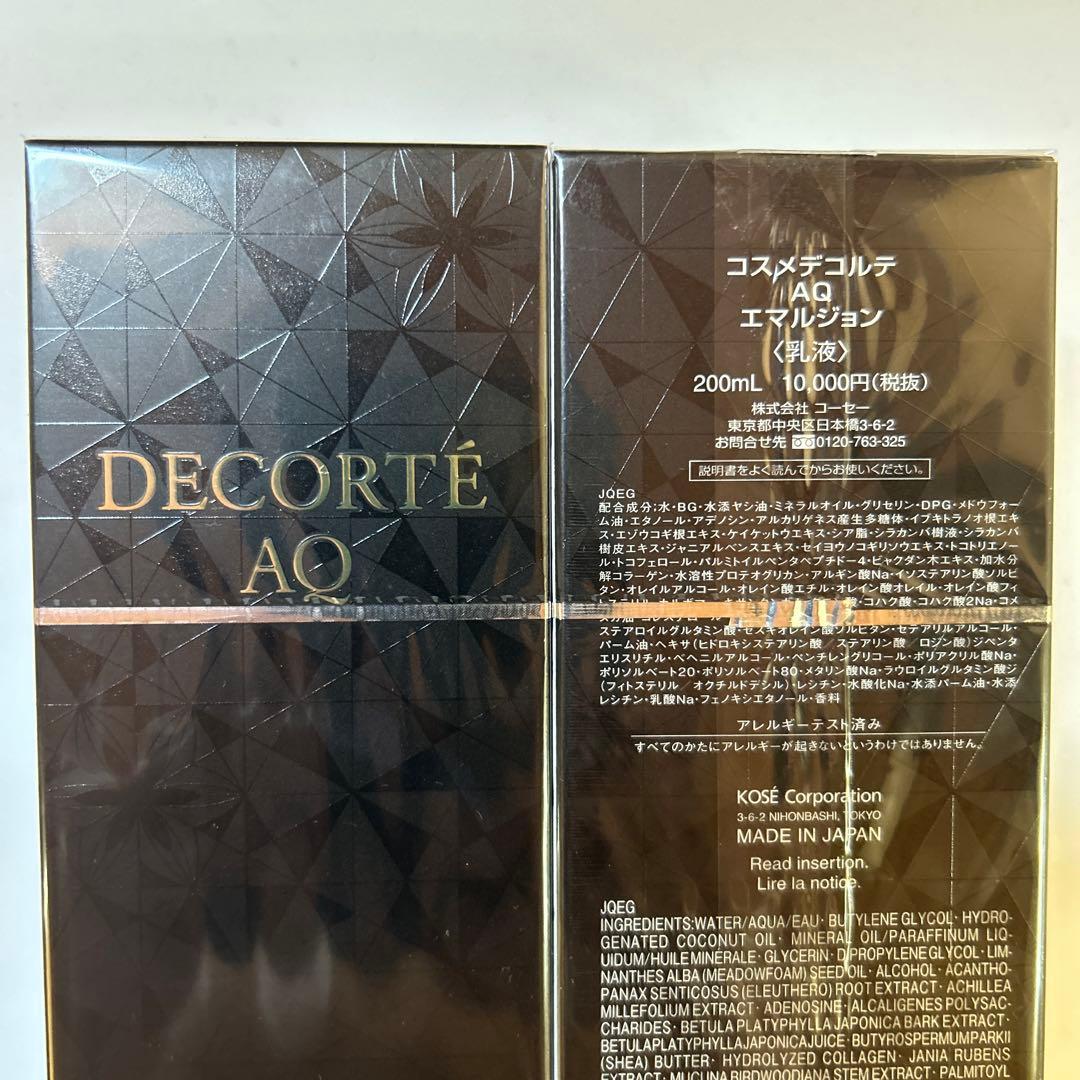 DECORTÉ
AQ
コスメデコルテ
AQ
エマルジョン
〈乳液〉
200mL 10,000円(税抜)
株式会社 コーセー
東京都中央区日本橋3-6-2
お問合せ先 0120-763-325
説明書をよく読んでからお使いください。
JQEG
配合成分;水・BG・水添ヤシ油・ミネラルオイル・グリセリン・DPG・メドウフォー
ム油・エタノール・アデノシン・アルカリゲネス産生多糖体・イブキトラノオ根エキ
ス・エゾウコギ根エキス・ケイケットウエキス・シア脂・シラカンバ樹液・シラカンバ
樹皮エキス・ジャニアルベンスエキス・セイヨウノコギリソウエキス・トコトリエノー
ル・トコフェロール・パルミトイルペンタペプチド-4・ビャクダン木エキス・加水分
解コラーゲン・水溶性プロテオグリカン・アルギン酸Na・イソステアリン酸ソルビ
タン・オレイルアルコール・オレイン酸エチル・オレイン酸オレイル・オレイン酸フィ
酸・コハク酸・コハク酸2Na・コメ
ステアロイルグルタミン酸・セスキオレイン酸ソルビタン・セテアリルアルコール・
パーム油・ヘキサ(ヒドロキシステアリン酸/ステアリン酸/ロジン酸)ジペンタ
エリスリチル・ベヘニルアルコール・ペンチレングリコール・ポリアクリル酸Na・
ポリソルベート20・ポリソルベート80・メタリン酸Na・ラウロイルグルタミン酸ジ
(フィトステリル/オクチルドデシル)・レシチン・水酸化Na・水添パーム油・水添
レシチン・乳酸Na・フェノキシエタノール・香料
アレルギーテスト済み
すべてのかたにアレルギーが起きないというわけではありません。
KOSÉ Corporation
3-6-2 NIHONBASHI, TOKYO
MADE IN JAPAN
Read insertion.
Lire la notice.
JQEG
INGREDIENTS:WATER/AQUA/EAU・BUTYLENE GLYCOL・HYDRO-
GENATED COCONUT OIL・MINERAL OIL/PARAFFINUM LIQ-
UIDUM/HUILE MINÉRALE・GLYCERIN・DIPROPYLENE GLYCOL・LIM-
NANTHES ALBA (MEADOWFOAM) SEED OIL・ALCOHOL・ACANTHO-
PANAX SENTICOSUS (ELEUTHERO) ROOT EXTRACT・ACHILLEA
MILLEFOLIUM EXTRACT・ADENOSINE・ALCALIGENES POLYSAC-
CHARIDES・BETULA PLATYPHYLLA JAPONICA BARK EXTRACT・
BETULA PLATYPHYLLA JAPONICA JUICE・BUTYROSPERMUM PARKII
(SHEA) BUTTER・HYDROLYZED COLLAGEN・JANIA RUBENS
EXTRACT・MUCUNA BIRDWOODIANA STEM EXTRACT・PALMITOYL